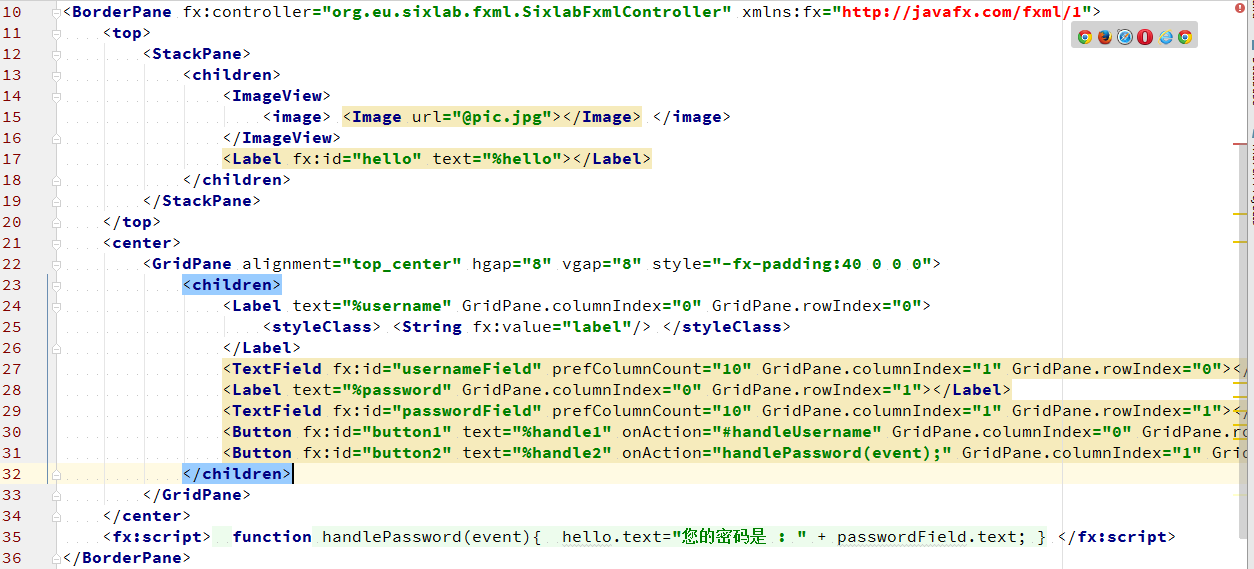 10 <BorderPane fx:controller="org.eu.sixlab.fxml.SixlabFxmlController" xmlns:fx="http://javafx.com/fxml/1">
11 <top>
12 <StackPane>
13 <children>
14 <ImageView>
15 <image> <Image url="@pic.jpg"></Image> </image>
16 </ImageView>
17 <Label fx:id="hello" text="%hello"></Label>
18 </children>
19 </StackPane>
20 </top>
21 <center>
22 <GridPane alignment="top_center" hgap="8" vgap="8" style="-fx-padding:40 0 0 0">
23 <children>
24 <Label text="%username" GridPane.columnIndex="0" GridPane.rowIndex="0">
25 <styleClass> <String fx:value="label"/> </styleClass>
26 </Label>
27 <TextField fx:id="usernameField" prefColumnCount="10" GridPane.columnIndex="1" GridPane.rowIndex="0"></
28 <Label text="%password" GridPane.columnIndex="0" GridPane.rowIndex="1"></Label>
29 <TextField fx:id="passwordField" prefColumnCount="10" GridPane.columnIndex="1" GridPane.rowIndex="1"></
30 <Button fx:id="button1" text="%handle1" onAction="#handleUsername" GridPane.columnIndex="0" GridPane.ro
31 <Button fx:id="button2" text="%handle2" onAction="handlePassword(event);" GridPane.columnIndex="1" Grid
32 </children>
33 </GridPane>
34 </center>
35 <fx:script> function handlePassword(event){ hello.text="您的密码是 : " + passwordField.text; } </fx:script>
36 </BorderPane>